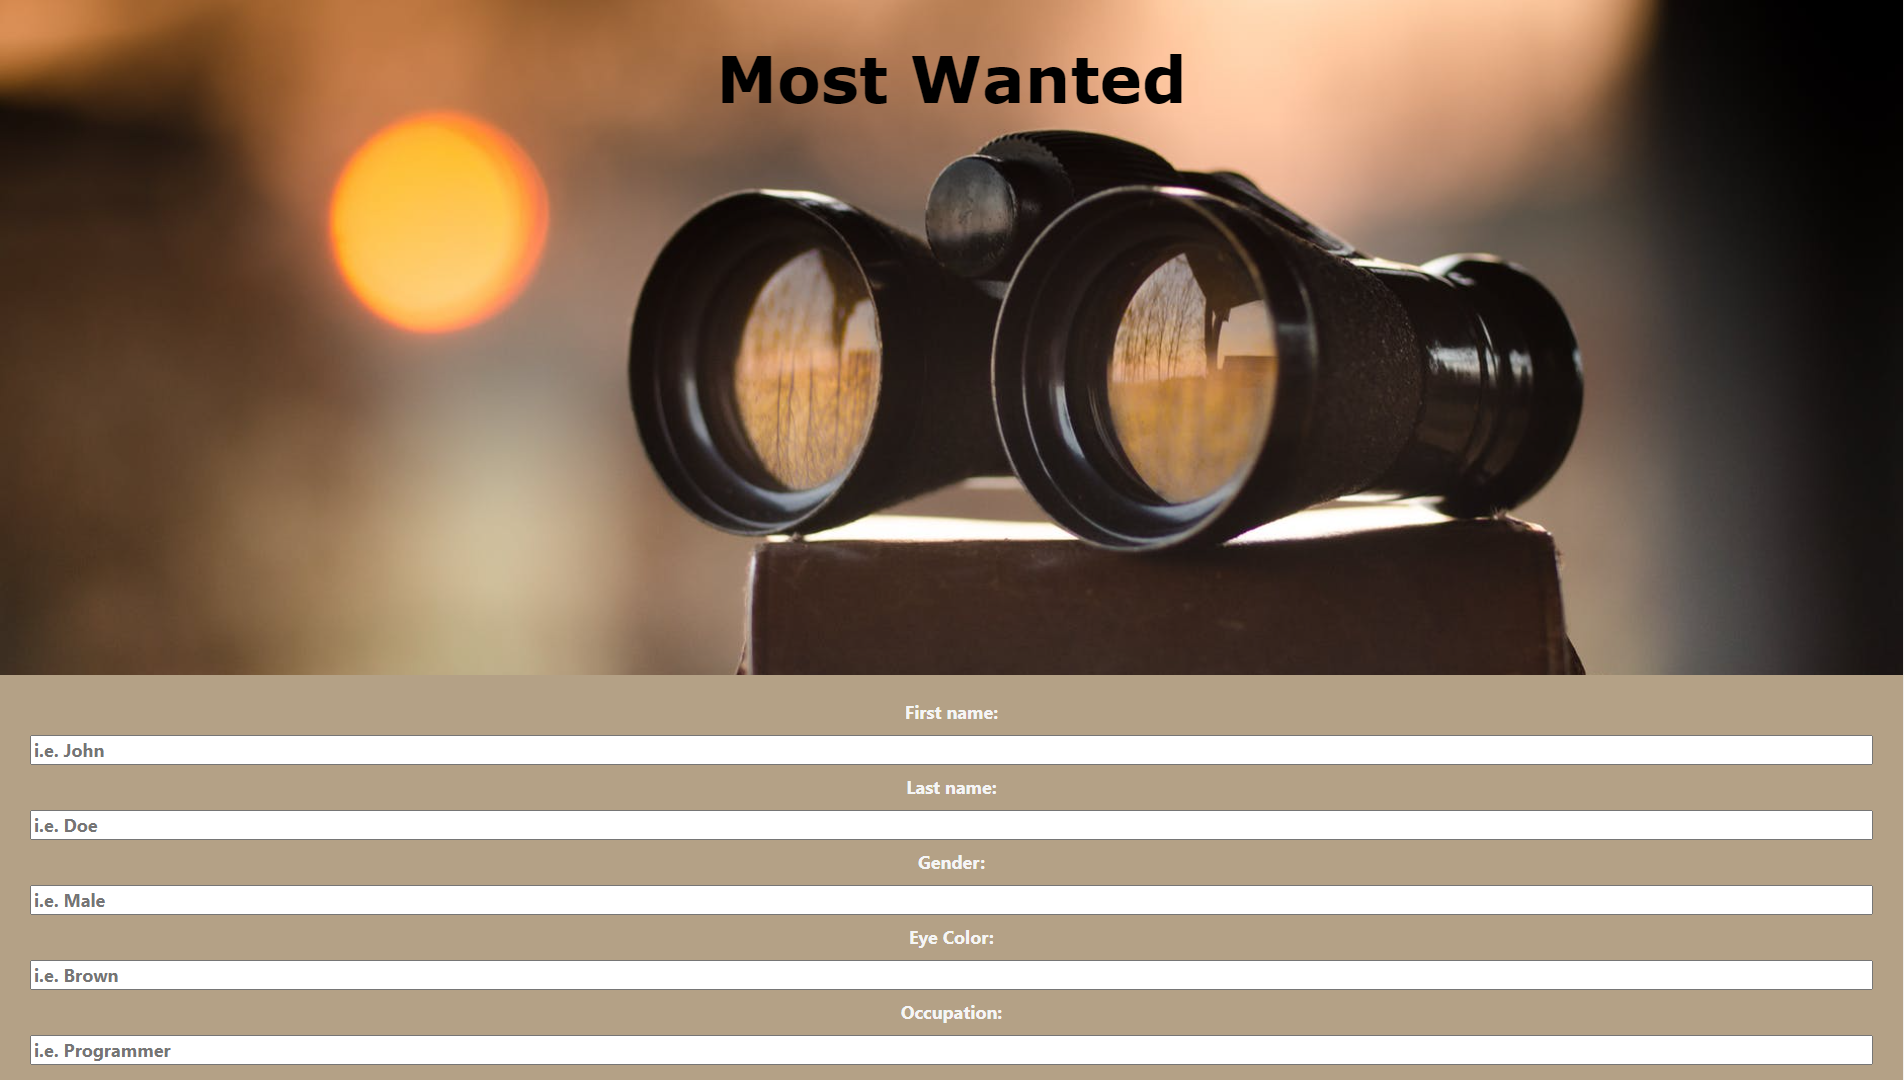 Most Wanted
First name:
i.e. John
Last name:
i.e. Doe
Gender:
i.e. Male
Eye Color:
i.e. Brown
Occupation:
i.e. Programmer